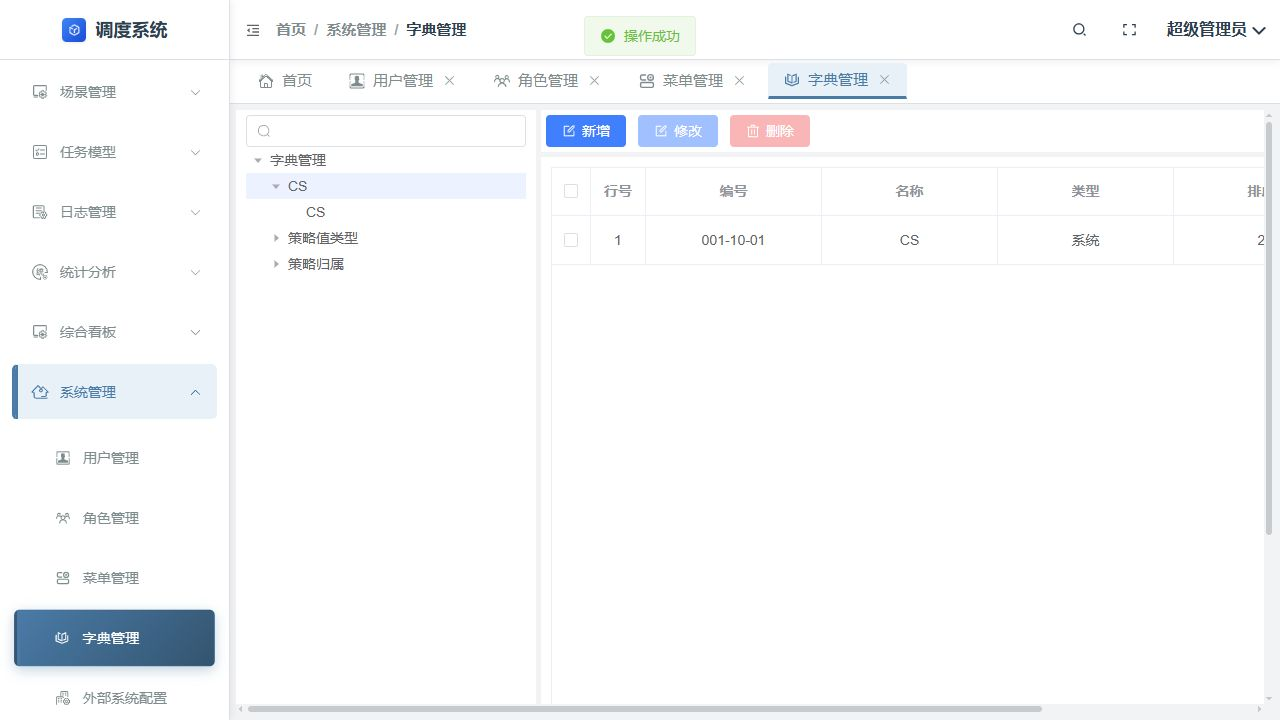 调度系统
首页 / 系统管理 / 字典管理
操作成功
超级管理员
首页
用户管理
角色管理
菜单管理
字典管理
场景管理
任务模型
日志管理
统计分析
综合看板
系统管理
用户管理
角色管理
菜单管理
字典管理
外部系统配置
字典管理
CS
CS
策略值类型
策略归属
新增
修改
删除
行号 编号 名称 类型
1 001-10-01 CS 系统 2